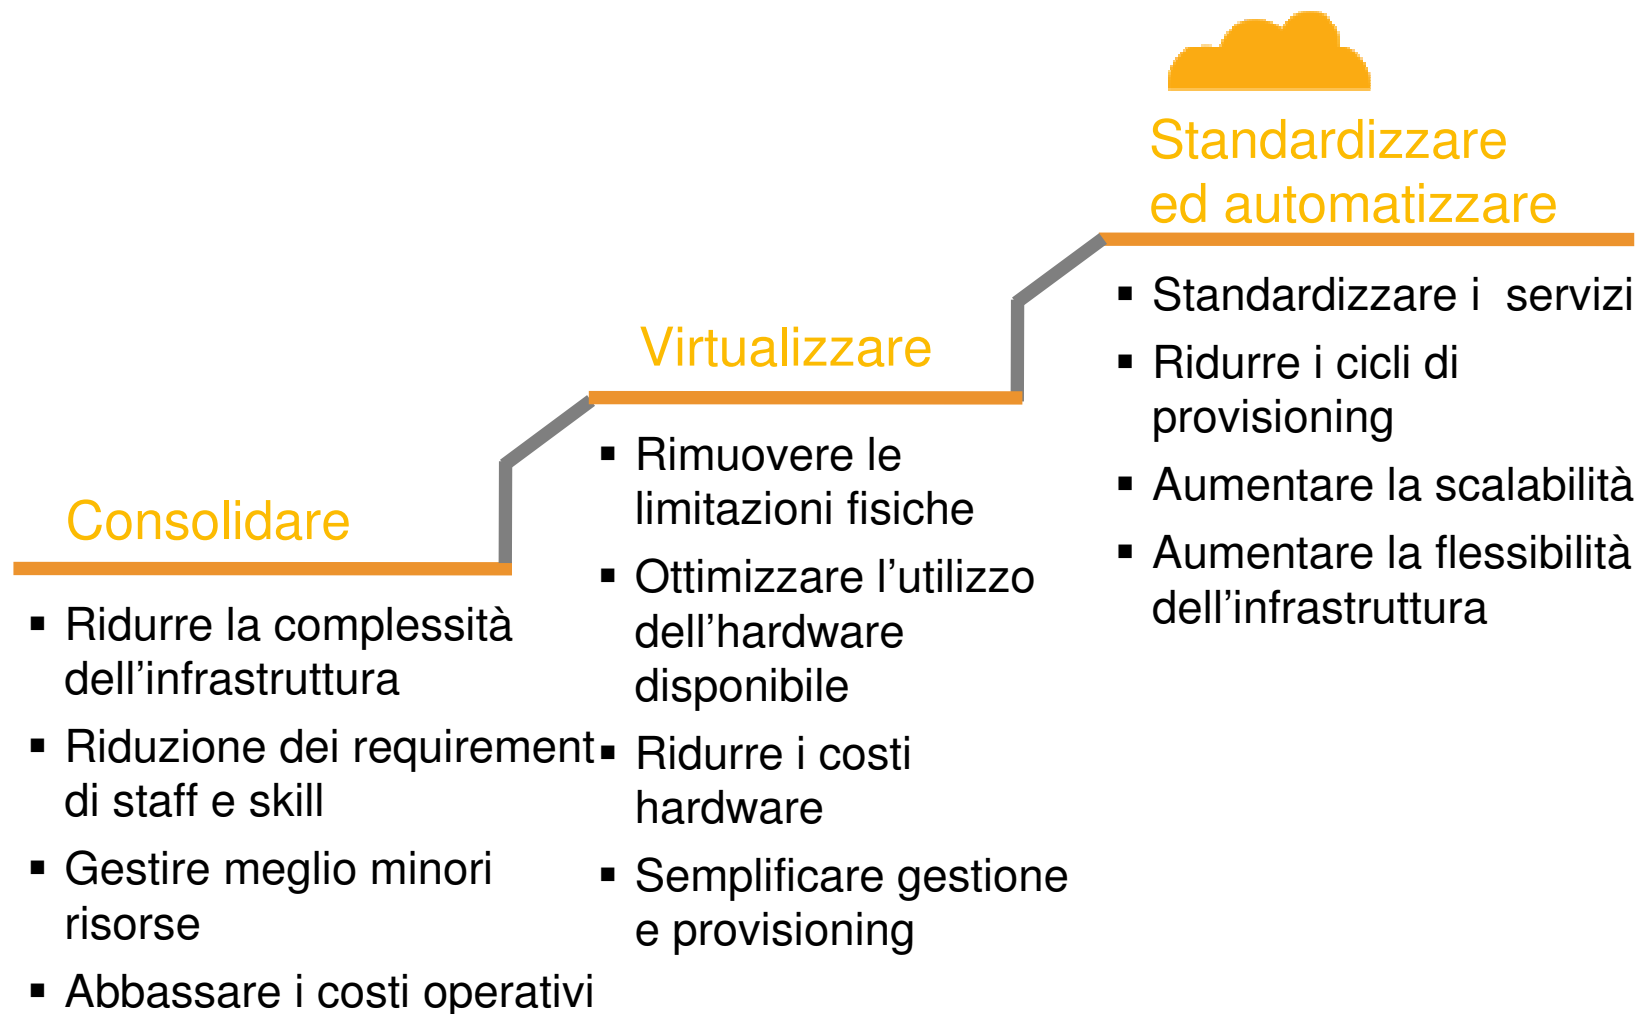 Consolidare
▪ Ridurre la complessità
dell’infrastruttura
▪ Riduzione dei requirement
di staff e skill
▪ Gestire meglio minori
risorse
▪ Abbassare i costi operativi
Virtualizzare
▪ Rimuovere le
limitazioni fisiche
▪ Ottimizzare l’utilizzo
dell’hardware
disponibile
▪ Ridurre i costi
hardware
▪ Semplificare gestione
e provisioning
Standardizzare
ed automatizzare
▪ Standardizzare i servizi
▪ Ridurre i cicli di
provisioning
▪ Aumentare la scalabilità
▪ Aumentare la flessibilità
dell’infrastruttura